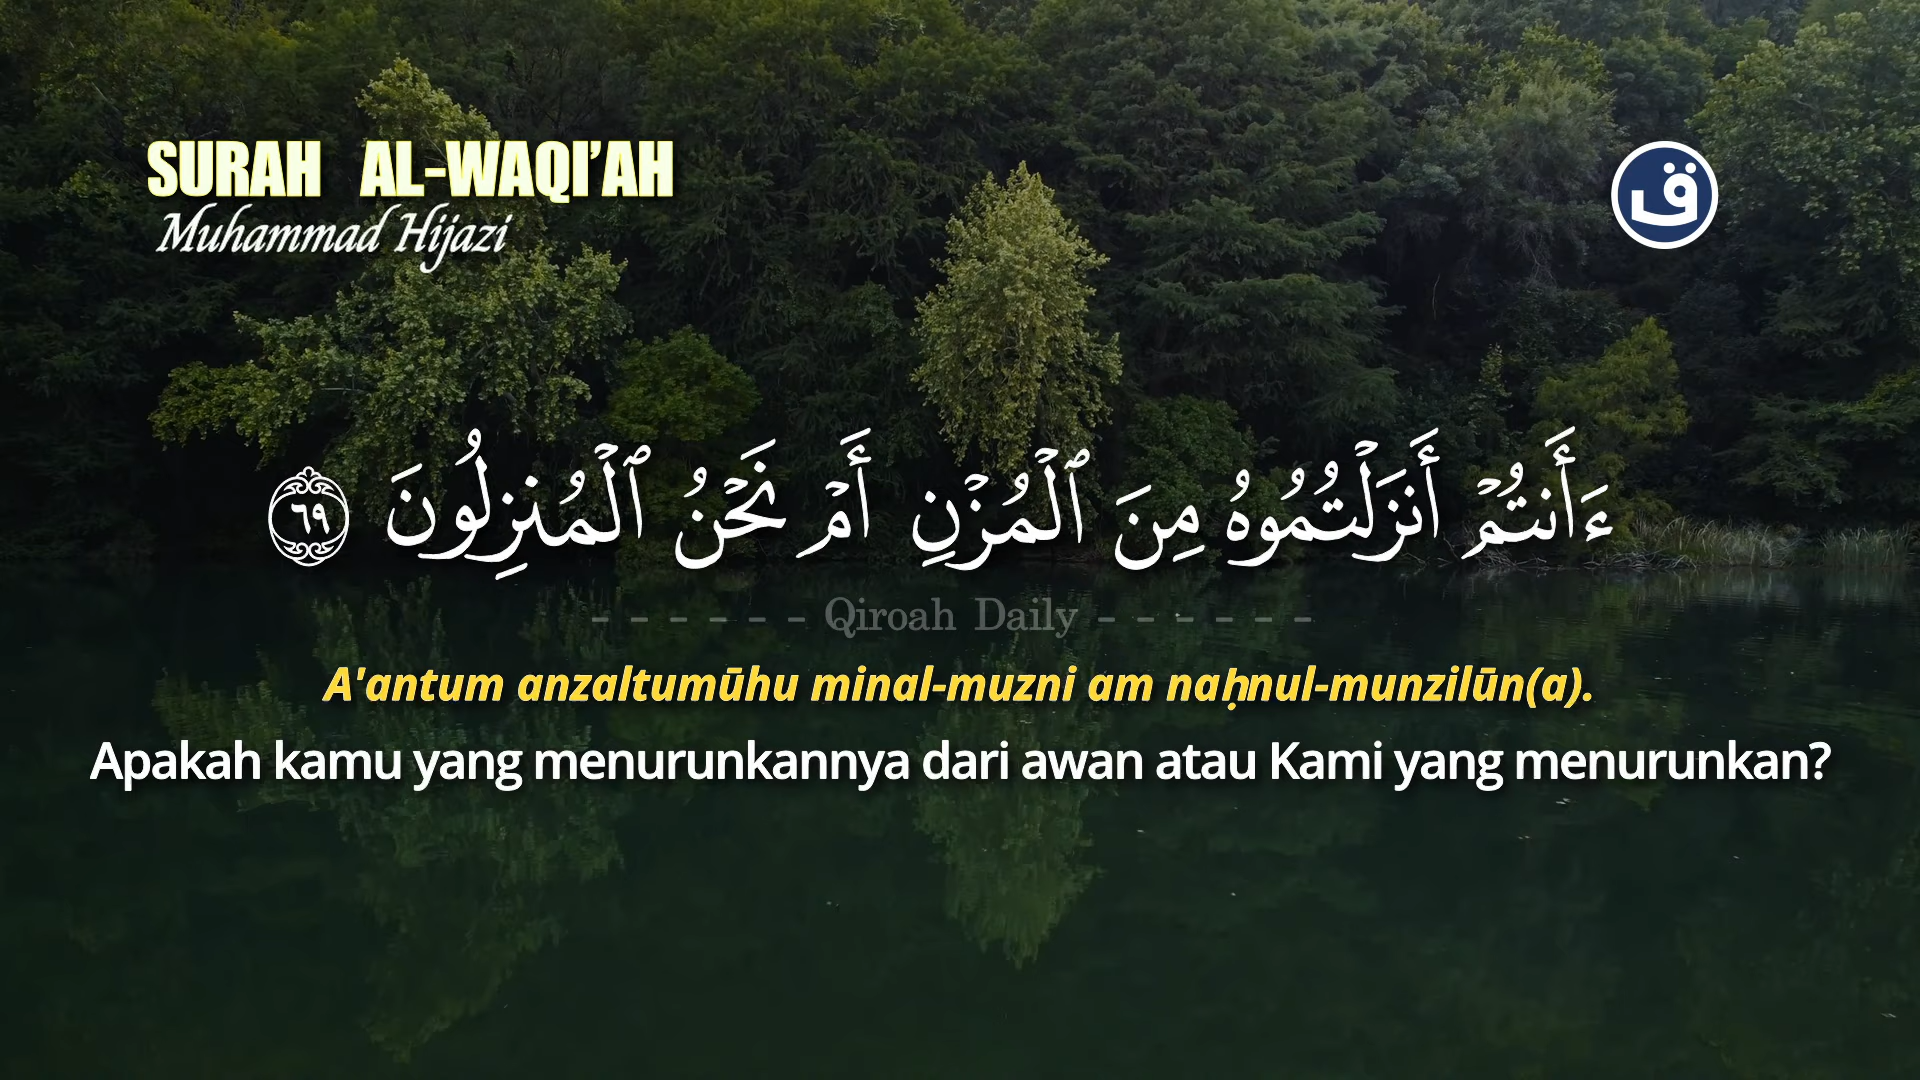 SURAH AL-WAQI’AH
Muhammad Hijazi
ق
ءَأَنتُمۡ أَنزَلۡتُمُوهُ مِنَ ٱلۡمُزۡنِ أَمۡ نَحۡنُ ٱلۡمُنزِلُونَ ٦٩
- - - - - - Qiroah Daily - - - - - -
A'antum anzaltumūhu minal-muzni am naḥnul-munzilūn(a).
Apakah kamu yang menurunkannya dari awan atau Kami yang menurunkan?